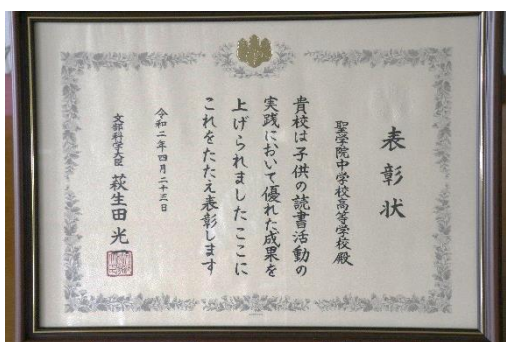 表彰状
聖学院中学校高等学校殿
貴校は子供の読書活動の
実践において優れた成果を
上げられましたここに
これをたたえ表彰します
令和二年四月二十三日
文部科学大臣 萩生田光一